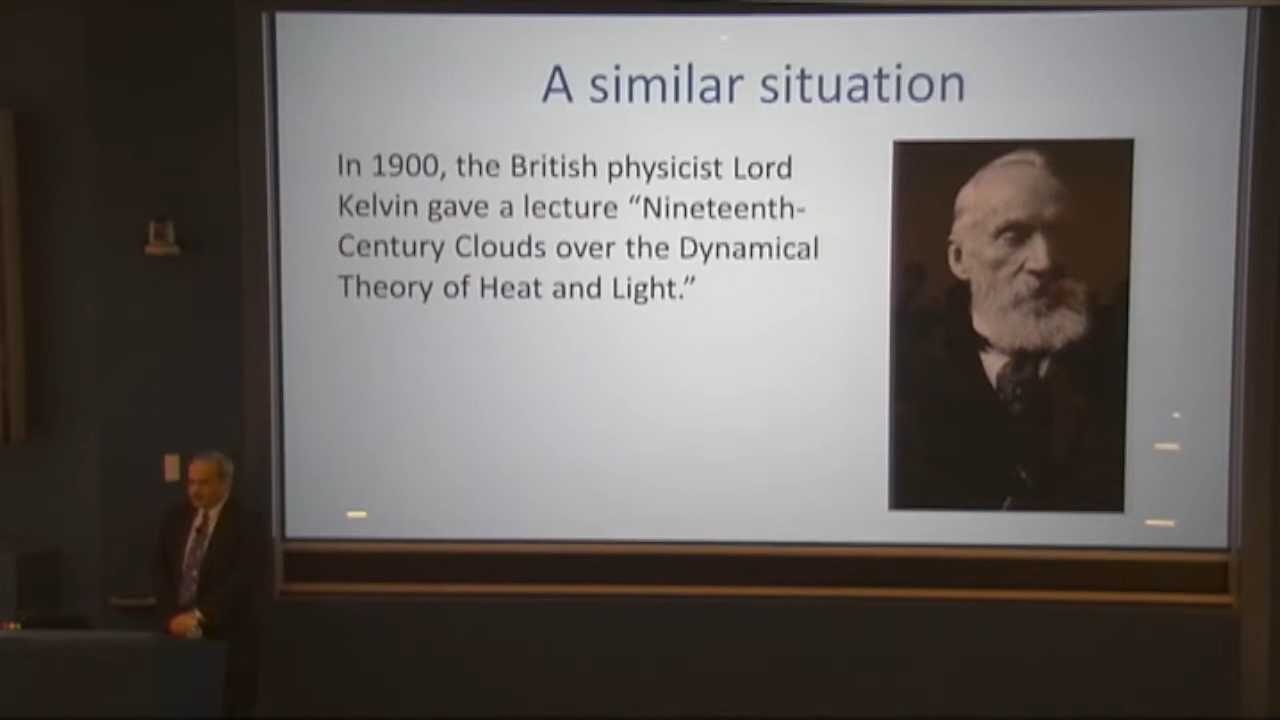 A similar situation
In 1900, the British physicist Lord
Kelvin gave a lecture “Nineteenth-
Century Clouds over the Dynamical
Theory of Heat and Light.”